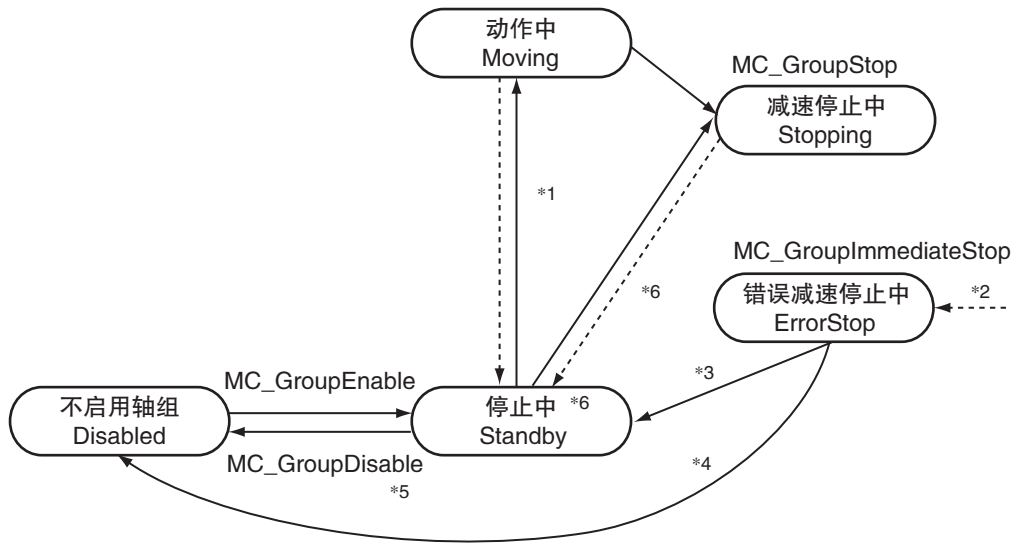 动作中
Moving
MC_GroupStop
减速停止中
Stopping
*1
MC_GroupImmediateStop
*6
错误减速停止中
ErrorStop
*2
*3
MC_GroupEnable
不启用轴组
Disabled
停止中 *6
Standby
MC_GroupDisable
*4
*5